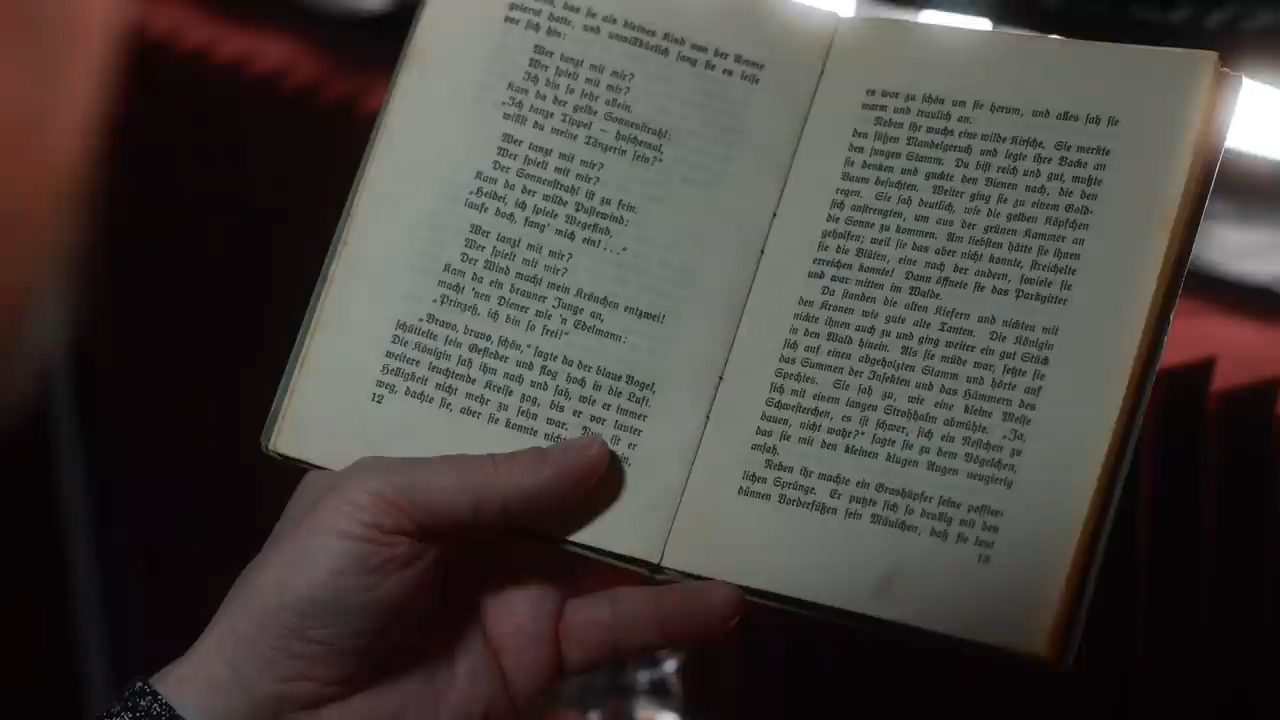 das sie als kleines Kind von der Amme
gelernt hatte, und unwillkürlich sang sie es leise
vor sich hin:
Wer tanzt mit mir?
Wer spielt mit mir?
Ich bin so sehr allein.
Kam da der gelbe Sonnenstrahl:
„Ich tanze Tippel — huschemal,
willst du meine Tänzerin sein?“
Wer tanzt mit mir?
Wer spielt mit mir?
Der Sonnenstrahl ist zu fein.
Kam da der wilde Pustewind:
„Heidei, ich spiele Wegesind,
laufe doch, fang' mich ein! . . .“
Wer tanzt mit mir?
Wer spielt mit mir?
Der Wind macht mein Krönchen entzwei!
Kam da ein brauner Junge an,
macht 'nen Diener wie 'n Edelmann:
„Prinzeß, ich bin so frei!“
„Bravo, bravo, schön,“ sagte da der blaue Vogel,
schüttelte sein Gefieder und flog hoch in die Luft.
Die Königin sah ihm nach und sah, wie er immer
weitere leuchtende Kreise zog, bis er vor lauter
Helligkeit nicht mehr zu sehn war. Nun ist er
weg, dachte sie, aber sie konnte nicht
12
es war zu schön um sie herum, und alles sah sie
warm und traulich an.
Neben ihr wuchs eine wilde Kirsche. Sie merkte
den süßen Mandelgeruch und legte ihre Backe an
den jungen Stamm. Du bist reich und gut, mußte
sie denken und guckte den Bienen nach, die den
Baum besuchten. Weiter ging sie zu einem Gold-
regen. Sie sah deutlich, wie die gelben Köpfchen
sich anstrengten, um aus der grünen Kammer an
die Sonne zu kommen. Am liebsten hätte sie ihnen
geholfen; weil sie das aber nicht konnte, streichelte
sie die Blüten, eine nach der andern, soviele sie
erreichen konnte! Dann öffnete sie das Parkgitter
und war mitten im Walde.
Da standen die alten Kiefern und nickten mit
den Kronen wie gute alte Tanten. Die Königin
nickte ihnen auch zu und ging weiter ein gut Stück
in den Wald hinein. Als sie müde war, setzte sie
sich auf einen abgeholzten Stamm und hörte auf
das Summen der Insekten und das Hämmern des
Spechtes. Sie sah zu, wie eine kleine Meise
sich mit einem langen Strohhalm abmühte. „Ja,
Schwesterchen, es ist schwer, sich ein Nestchen zu
bauen, nicht wahr?“ sagte sie zu dem Vögelchen,
das sie mit den kleinen klugen Augen neugierig
ansah.
Neben ihr machte ein Grashüpfer seine possier-
lichen Sprünge. Er putzte sich so drollig mit den
dünnen Vorderfüßen sein Mäulchen, daß sie laut
13